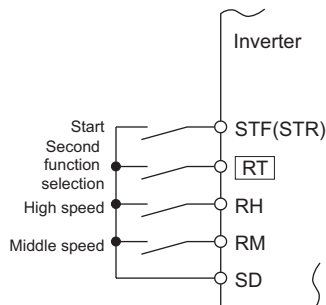 Inverter
Start
STF(STR)
Second
function
selection
RT
High speed
RH
Middle speed
RM
SD